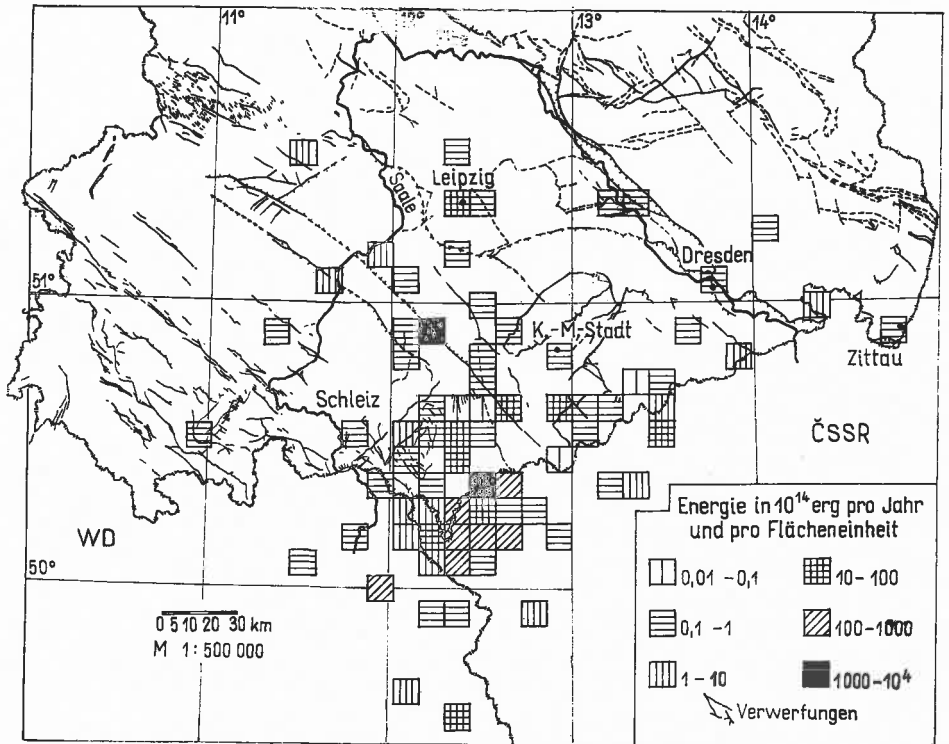 11° 12° 13° 14°
Saale
Leipzig
Dresden
51°
K.-M.-Stadt
Zittau
Schleiz
ČSSR
WD
50°
0 5 10 20 30 km
M 1:500 000
Energie in 10¹⁴ erg pro Jahr
und pro Flächeneinheit
0,01 - 0,1
10 - 100
0,1 - 1
100 - 1000
1 - 10
1000 - 10⁴
Verwerfungen